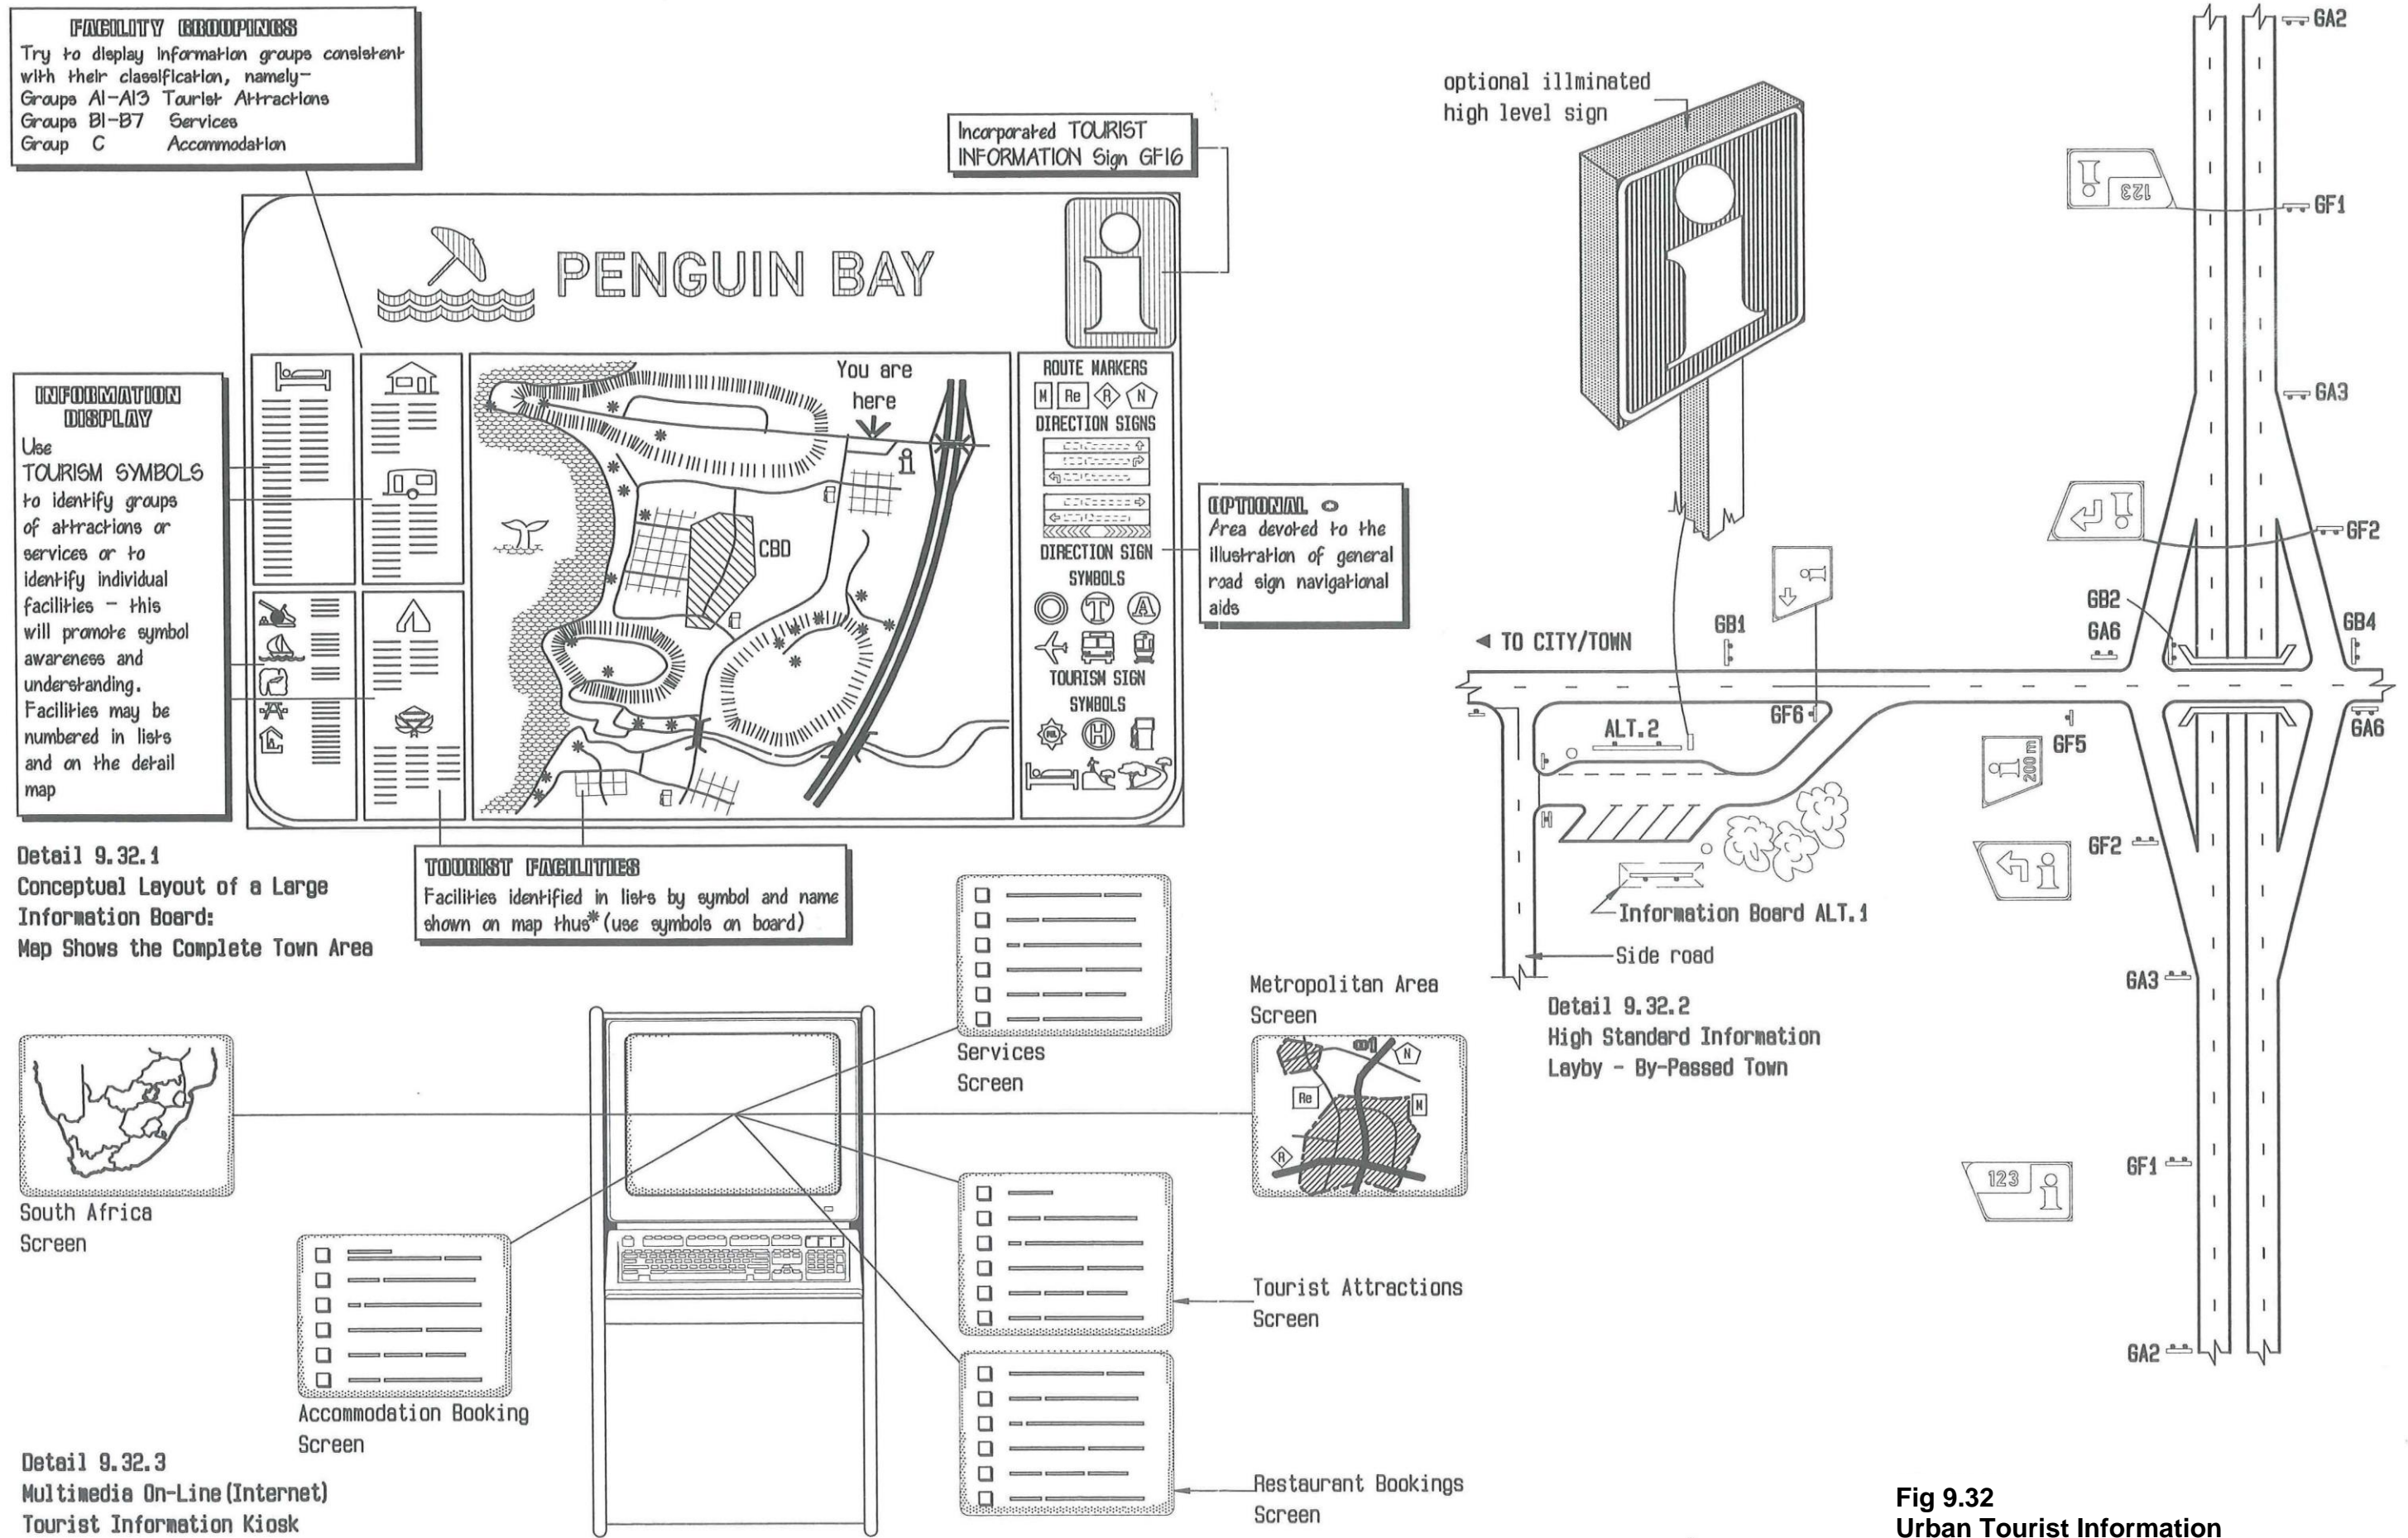 FACILITY GROUPINGS
Try to display information groups consistent
with their classification, namely-
Groups A1-A13 Tourist Attractions
Groups B1-B7 Services
Group C Accommodation
Incorporated TOURIST
INFORMATION Sign GF16
PENGUIN BAY
i
INFORMATION
DISPLAY
Use
TOURISM SYMBOLS
to identify groups
of attractions or
services or to
identify individual
facilities - this
will promote symbol
awareness and
understanding.
Facilities may be
numbered in lists
and on the detail
map
You are
here
i
CBD
ROUTE MARKERS
M Re R N
DIRECTION SIGNS
DIRECTION SIGN
SYMBOLS
T A
TOURISM SIGN
SYMBOLS
POL H
OPTIONAL
Area devoted to the
illustration of general
road sign navigational
aids
TOURIST FACILITIES
Facilities identified in lists by symbol and name
shown on map thus* (use symbols on board)
Detail 9.32.1
Conceptual Layout of a Large
Information Board:
Map Shows the Complete Town Area
optional illminated
high level sign
i
GA2
i 123
GF1
GA3
i
GF2
i
GB2
GA6
GB4
GB1
◄ TO CITY/TOWN
GF6
ALT.2
GA6
GF5
i 200 m
GF2
i
H
Information Board ALT.1
Side road
GA3
GF1
123 i
GA2
Detail 9.32.2
High Standard Information
Layby - By-Passed Town
Services
Screen
Metropolitan Area
Screen
N
Re
M
R
South Africa
Screen
Accommodation Booking
Screen
Tourist Attractions
Screen
Restaurant Bookings
Screen
Detail 9.32.3
Multimedia On-Line (Internet)
Tourist Information Kiosk
Fig 9.32
Urban Tourist Information